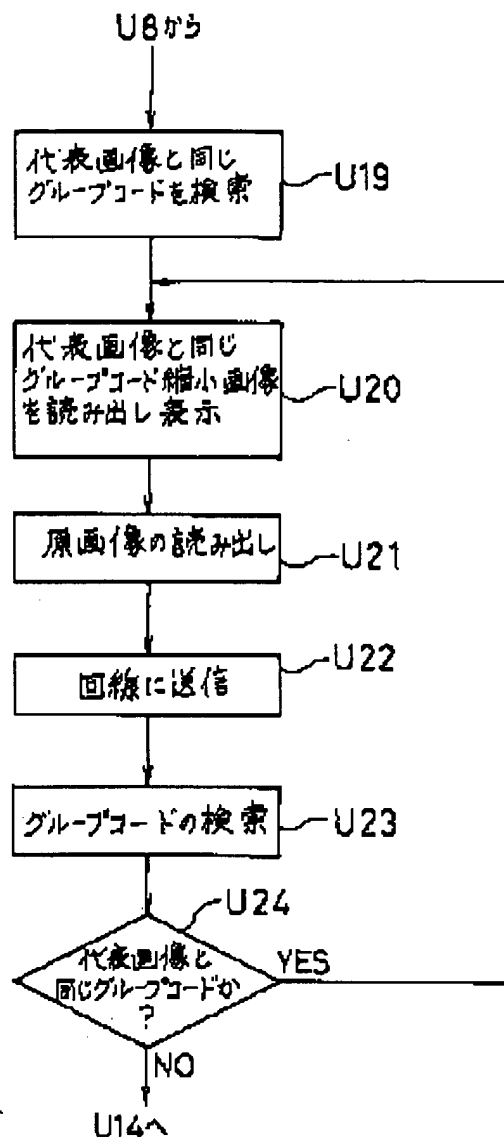 U8から
代表画像と同じ
グループコードを検索
U19
代表画像と同じ
グループコード縮小画像
を読み出し表示
U20
原画像の読み出し
U21
回線に送信
U22
グループコードの検索
U23
U24
代表画像と
同じグループコードか
?
YES
NO
U14へ